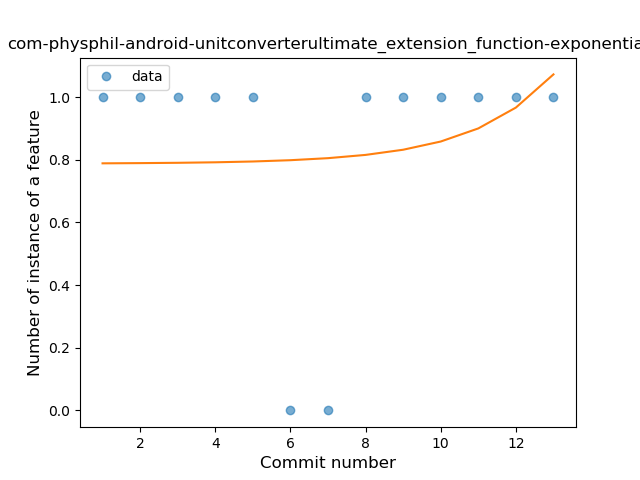 com-physphil-android-unitconverterultimate_extension_function-exponentia
data
1.0
0.8
0.6
0.4
0.2
0.0
Number of instance of a feature
2 4 6 8 10 12
Commit number